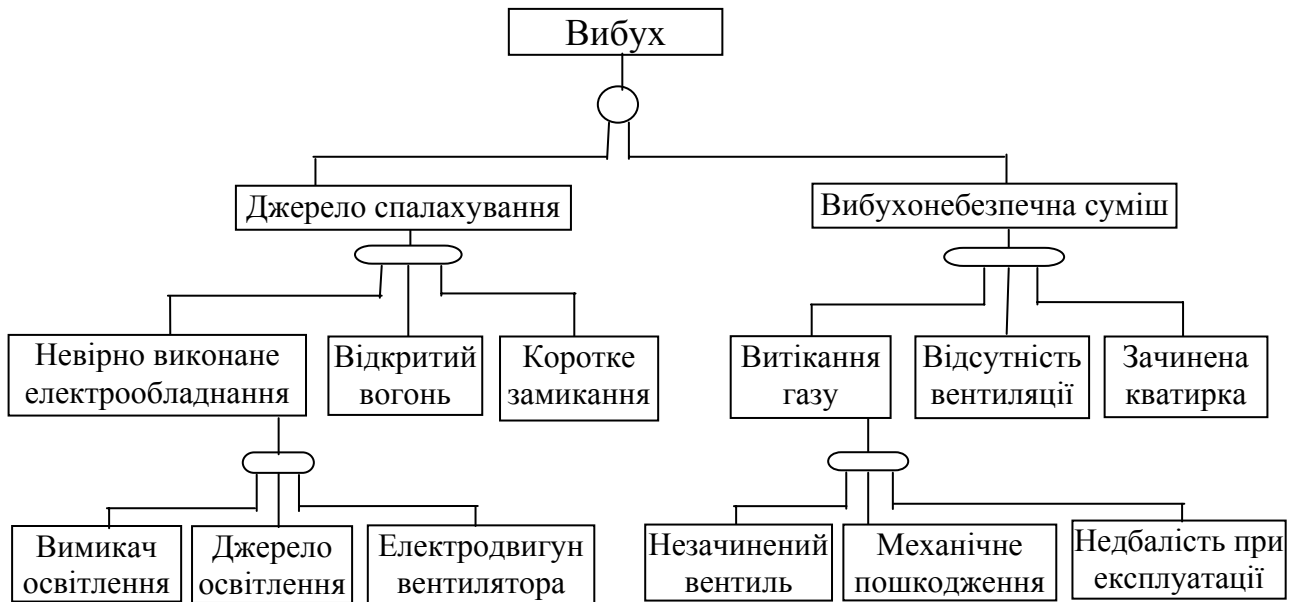 Вибух
Джерело спалахування
Вибухонебезпечна суміш
Невірно виконане
електрообладнання
Відкритий
вогонь
Коротке
замикання
Витікання
газу
Відсутність
вентиляції
Зачинена
кватирка
Вимикач
освітлення
Джерело
освітлення
Електродвигун
вентилятора
Незачинений
вентиль
Механічне
пошкодження
Недбалість при
експлуатації